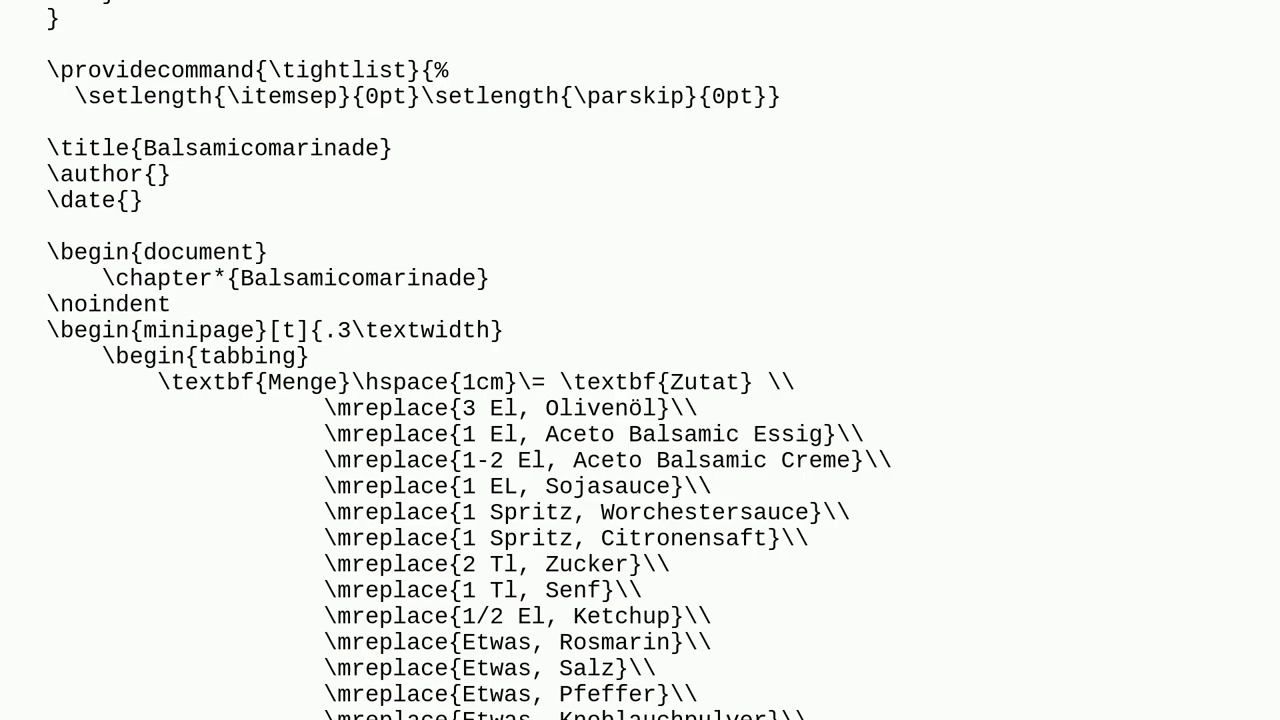 }
\providecommand{\tightlist}{%
  \setlength{\itemsep}{0pt}\setlength{\parskip}{0pt}}
\title{Balsamicomarinade}
\author{}
\date{}
\begin{document}
    \chapter*{Balsamicomarinade}
\noindent
\begin{minipage}[t]{.3\textwidth}
    \begin{tabbing}
        \textbf{Menge}\hspace{1cm}\= \textbf{Zutat} \\
                    \mreplace{3 El, Olivenöl}\\
                    \mreplace{1 El, Aceto Balsamic Essig}\\
                    \mreplace{1-2 El, Aceto Balsamic Creme}\\
                    \mreplace{1 EL, Sojasauce}\\
                    \mreplace{1 Spritz, Worchestersauce}\\
                    \mreplace{1 Spritz, Citronensaft}\\
                    \mreplace{2 Tl, Zucker}\\
                    \mreplace{1 Tl, Senf}\\
                    \mreplace{1/2 El, Ketchup}\\
                    \mreplace{Etwas, Rosmarin}\\
                    \mreplace{Etwas, Salz}\\
                    \mreplace{Etwas, Pfeffer}\\
                    \mreplace{Etwas, Knoblauchpulver}\\